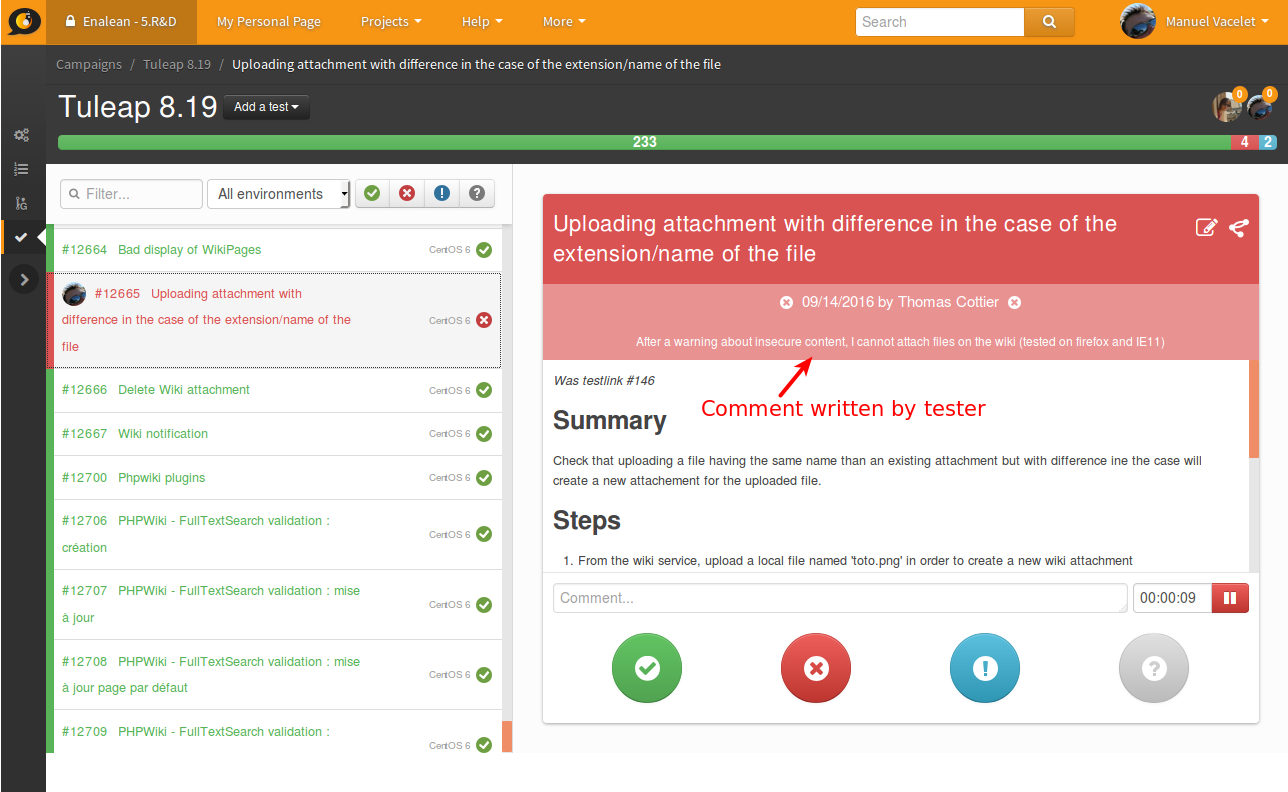 Enalean - 5.R&D My Personal Page Projects Help More Search Manuel Vacelet
Campaigns / Tuleap 8.19 / Uploading attachment with difference in the case of the extension/name of the file
Tuleap 8.19 Add a test 0 0
233 4 2
Filter... All environments
#12664 Bad display of WikiPages CentOS 6
#12665 Uploading attachment with
difference in the case of the extension/name of the CentOS 6
file
#12666 Delete Wiki attachment CentOS 6
#12667 Wiki notification CentOS 6
#12700 Phpwiki plugins CentOS 6
#12706 PHPWiki - FullTextSearch validation :
création CentOS 6
#12707 PHPWiki - FullTextSearch validation : mise
à jour CentOS 6
#12708 PHPWiki - FullTextSearch validation : mise
à jour page par défaut CentOS 6
#12709 PHPWiki - FullTextSearch validation :
CentOS 6
Uploading attachment with difference in the case of the
extension/name of the file
09/14/2016 by Thomas Cottier
After a warning about insecure content, I cannot attach files on the wiki (tested on firefox and IE11)
Was testlink #146
Comment written by tester
Summary
Check that uploading a file having the same name than an existing attachment but with difference ine the case will
create a new attachement for the uploaded file.
Steps
1. From the wiki service, upload a local file named 'toto.png' in order to create a new wiki attachment
Comment... 00:00:09